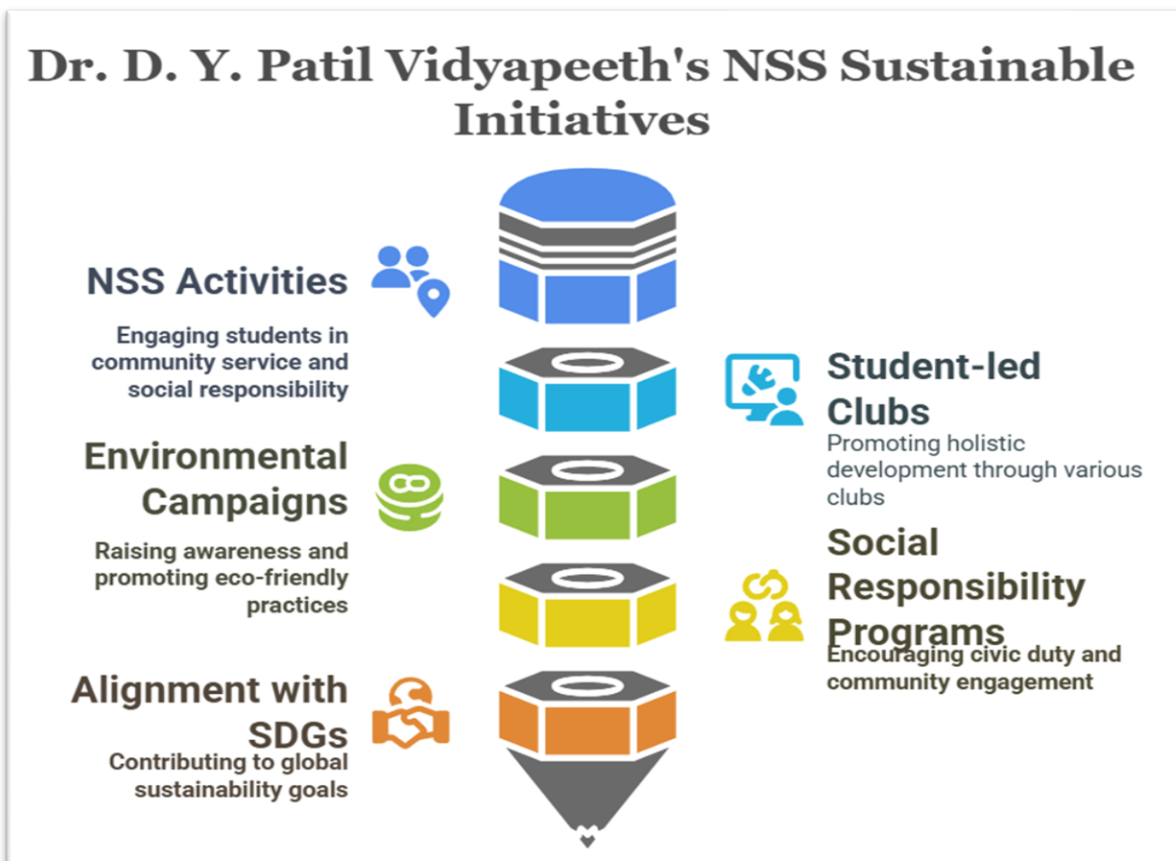 Dr. D. Y. Patil Vidyapeeth's NSS Sustainable
Initiatives
NSS Activities
Engaging students in
community service and
social responsibility
Student-led
Clubs
Promoting holistic
development through various
clubs
Environmental
Campaigns
Raising awareness and
promoting eco-friendly
practices
Social
Responsibility
Programs
Encouraging civic duty and
community engagement
Alignment with
SDGs
Contributing to global
sustainability goals